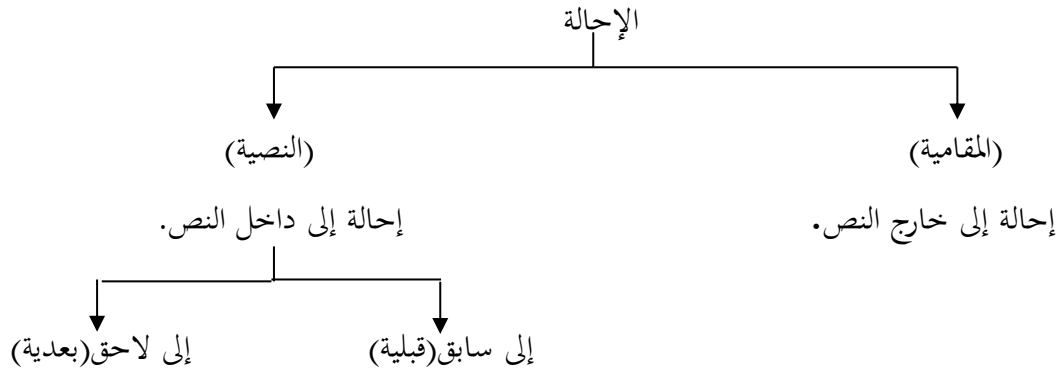 الإحالة
(المقامية)
(النصية)
إحالة إلى خارج النص.
إحالة إلى داخل النص.
إلى سابق(قبلية)
إلى لاحق(بعدية)